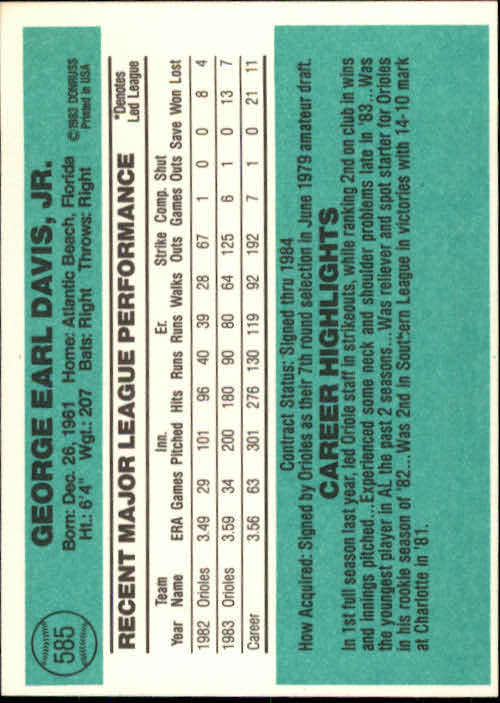 585
GEORGE EARL DAVIS, JR.
©1983 DONRUSS
Printed in USA
Born: Dec. 26, 1961 Home: Atlantic Beach, Florida
Ht.: 6'4" Wgt.: 207 Bats: Right Throws: Right
RECENT MAJOR LEAGUE PERFORMANCE
*Denotes
Led League
Team Inn. Er. Strike Comp. Shut
Year Name ERA Games Pitched Hits Runs Runs Walks Outs Games Outs Save Won Lost
1982 Orioles 3.49 29 101 96 40 39 28 67 1 0 0 8 4
1983 Orioles 3.59 34 200 180 90 80 64 125 6 1 0 13 7
Career 3.56 63 301 276 130 119 92 192 7 1 0 21 11
Contract Status: Signed thru 1984
How Acquired: Signed by Orioles as their 7th round selection in June 1979 amateur draft.
CAREER HIGHLIGHTS
In 1st full season last year, led Oriole staff in strikeouts, while ranking 2nd on club in wins
and innings pitched...Experienced some neck and shoulder problems late in '83...Was
the youngest player in AL the past 2 seasons...Was reliever and spot starter for Orioles
in his rookie season of '82...Was 2nd in Southern League in victories with 14-10 mark
at Charlotte in '81.